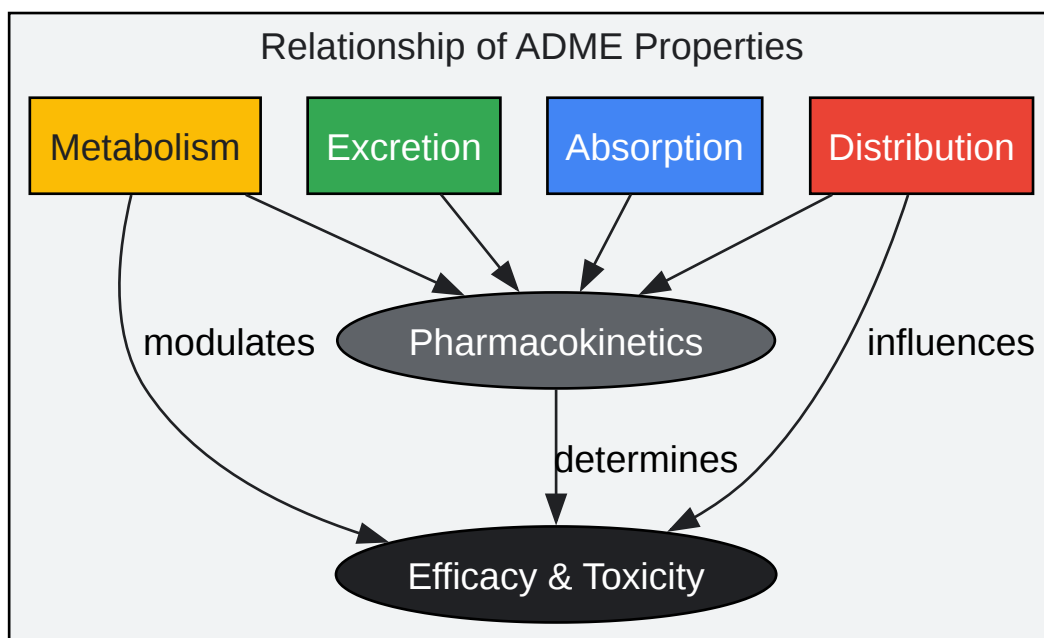 Relationship of ADME Properties
Metabolism
Excretion
Absorption
Distribution
modulates
Pharmacokinetics
influences
determines
Efficacy & Toxicity